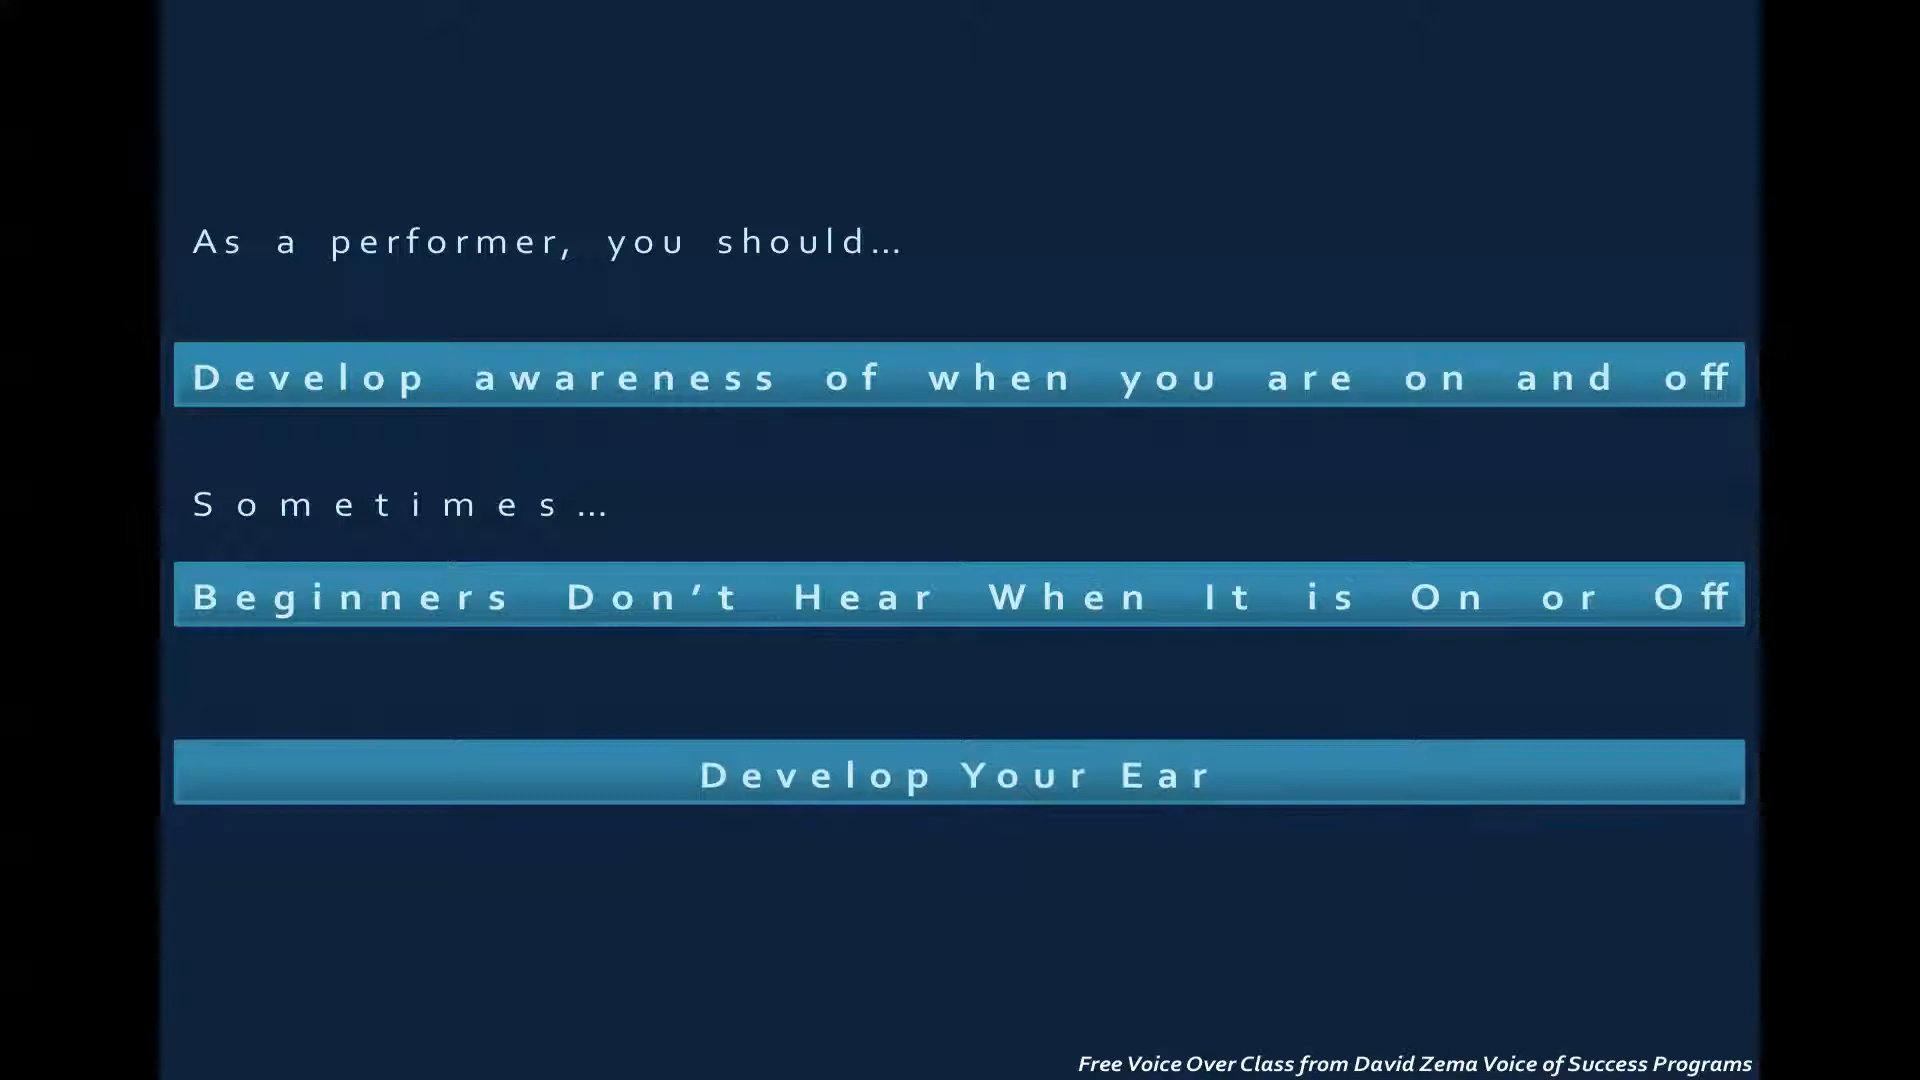 As a performer, you should…
Develop awareness of when you are on and off
Sometimes…
Beginners Don’t Hear When It is On or Off
Develop Your Ear
Free Voice Over Class from David Zema Voice of Success Programs